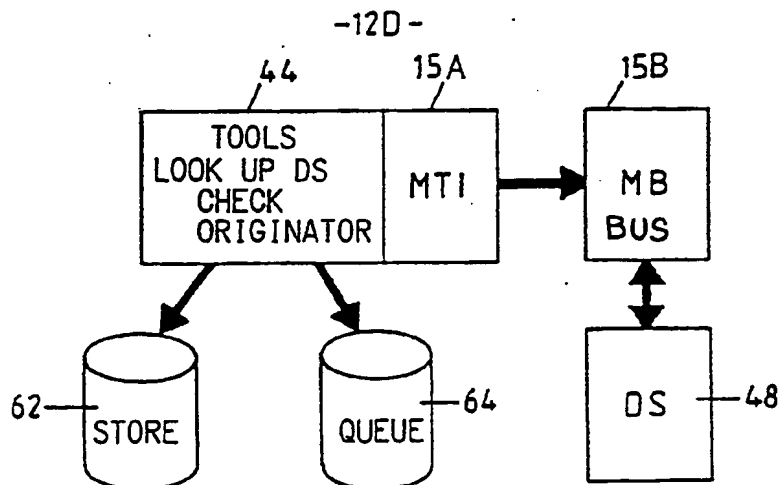 -12D-
44
15A
15B
TOOLS
LOOK UP DS
CHECK
ORIGINATOR
MTI
MB
BUS
62
STORE
QUEUE
64
DS
48